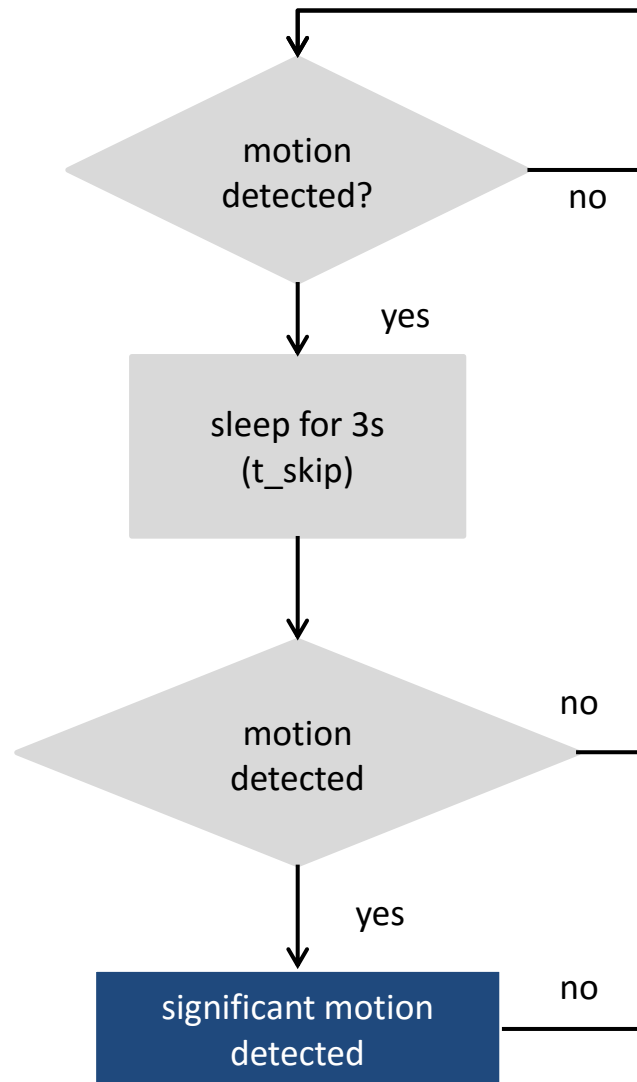 motion
detected?
no
yes
sleep for 3s
(t_skip)
no
motion
detected
yes
no
significant motion
detected